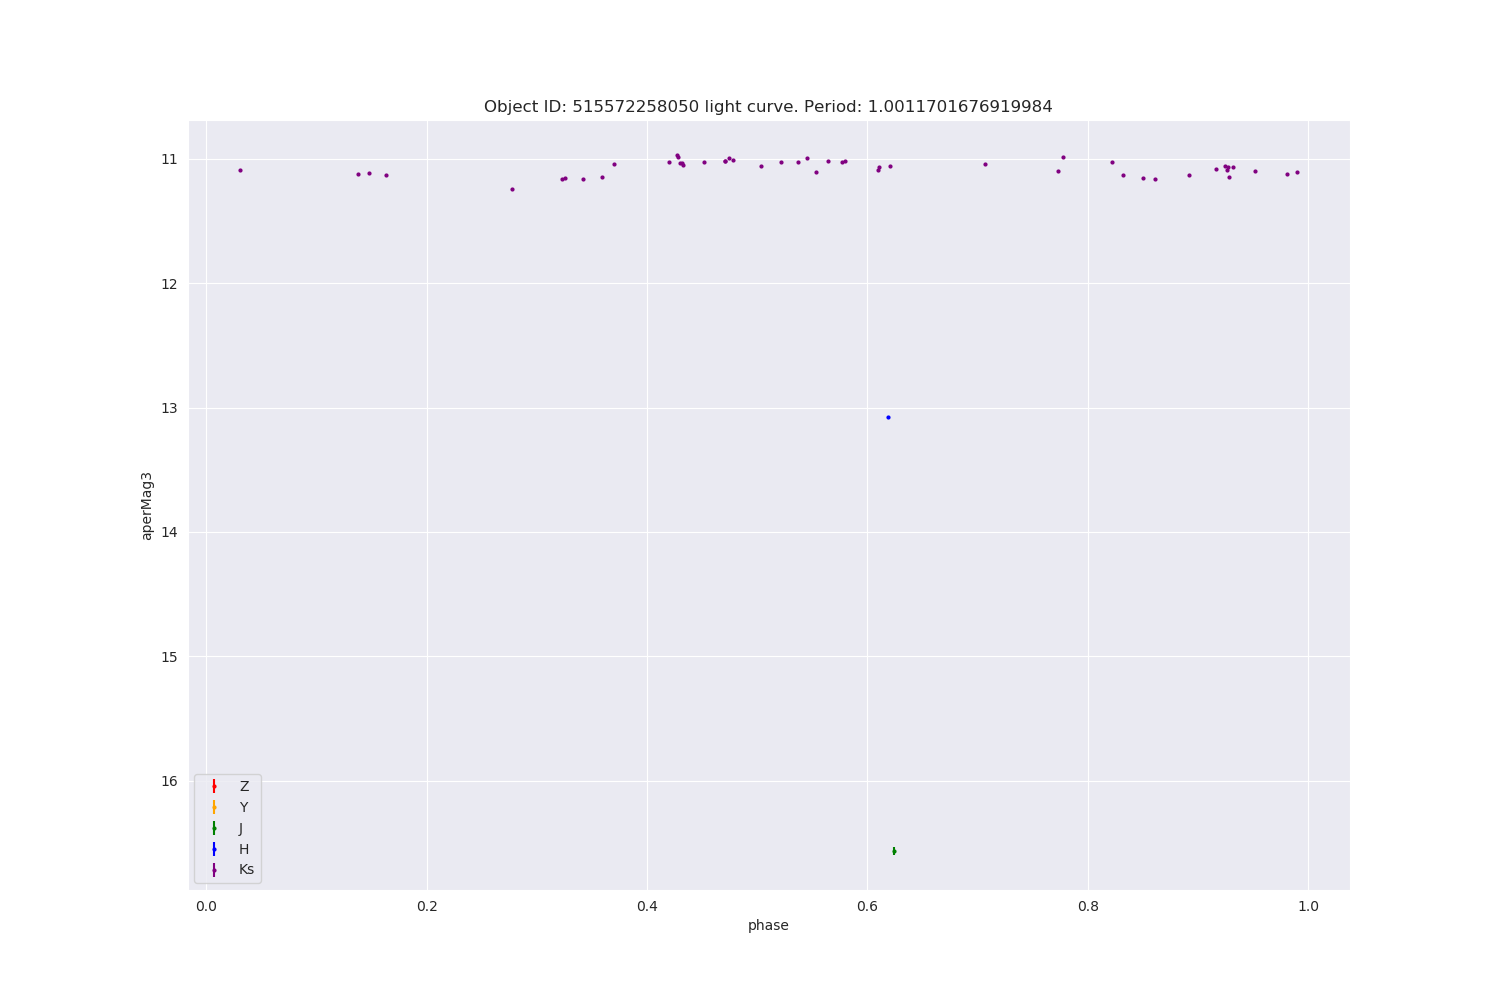 Object ID: 515572258050 light curve. Period: 1.0011701676919984
11
12
13
14
15
16
aperMag3
Z
Y
J
H
Ks
0.0 0.2 0.4 0.6 0.8 1.0
phase